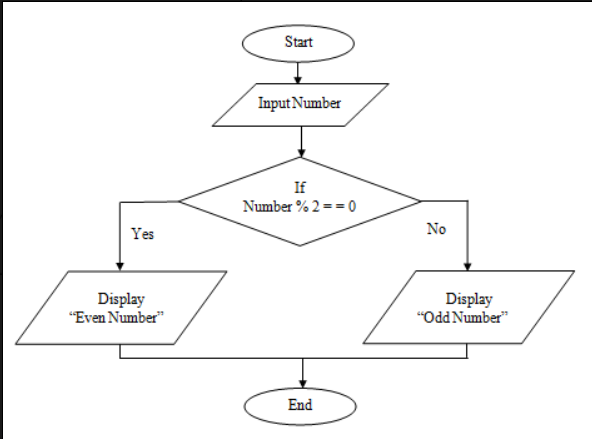 Start
Input Number
If
Number % 2 = = 0
Yes
No
Display
“Even Number”
Display
“Odd Number”
End